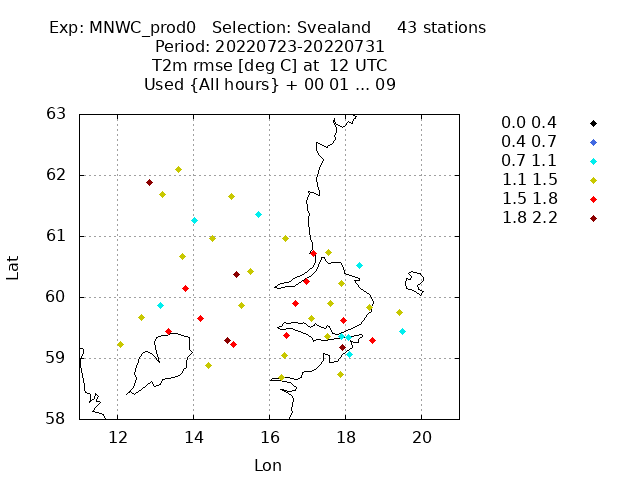 Exp: MNWC_prod0 Selection: Svealand 43 stations
Period: 20220723-20220731
T2m rmse [deg C] at 12 UTC
Used {All hours} + 00 01 ... 09
63
62
61
60
59
58
Lat
12 14 16 18 20
Lon
0.0 0.4
0.4 0.7
0.7 1.1
1.1 1.5
1.5 1.8
1.8 2.2